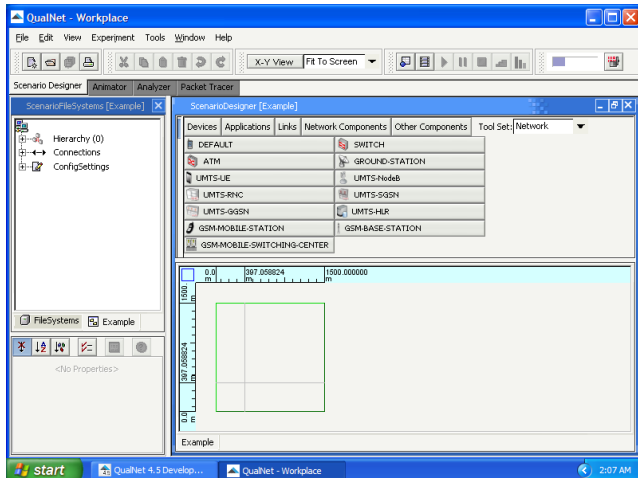 QualNet - Workplace
File Edit View Experiment Tools Window Help
X-Y View Fit To Screen
Scenario Designer Animator Analyzer Packet Tracer
ScenarioFileSystems [Example]
Hierarchy (0)
Connections
ConfigSettings
FileSystems Example
<No Properties>
ScenarioDesigner [Example]
Devices Applications Links Network Components Other Components Tool Set: Network
DEFAULT SWITCH
ATM GROUND-STATION
UMTS-UE UMTS-NodeB
UMTS-RNC UMTS-SGSN
UMTS-GGSN UMTS-HLR
GSM-MOBILE-STATION GSM-BASE-STATION
GSM-MOBILE-SWITCHING-CENTER
0.0 397.058824 1500.000000
m m m
1500.
m
397.058824
m
0.0
m
Example
start QualNet 4.5 Develop... QualNet - Workplace 2:07 AM